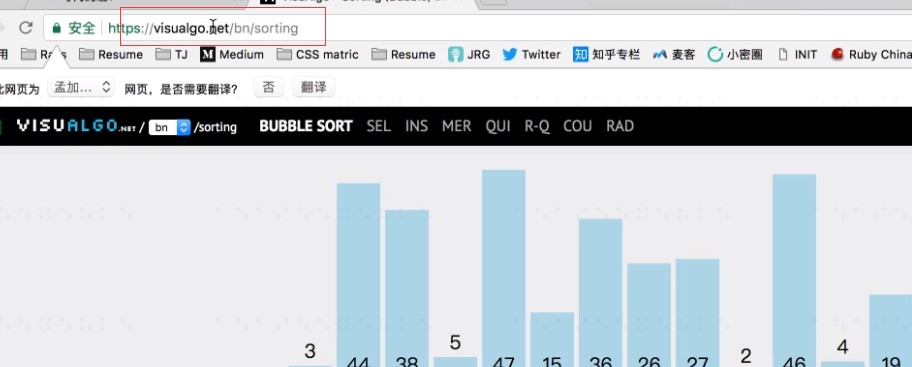 安全 https://visualgo.net/bn/sorting
用 Resume TJ Medium CSS matric Resume JRG Twitter 知乎专栏 麦客 小密圈 INIT Ruby China
网页为 孟加... 网页，是否需要翻译? 否 翻译
VISUALGO.NET / bn /sorting BUBBLE SORT SEL INS MER QUI R-Q COU RAD
3 44 38 5 47 15 36 26 27 2 46 4 19